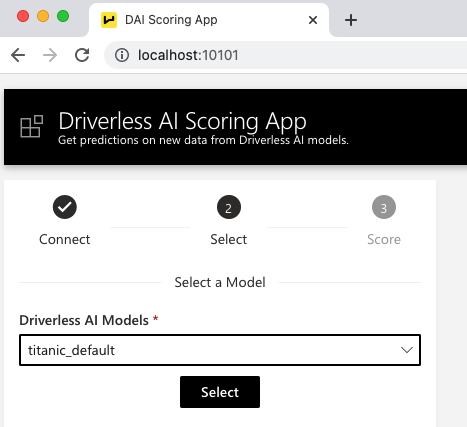 DAI Scoring App
localhost:10101
Driverless AI Scoring App
Get predictions on new data from Driverless AI models.
2
3
Connect
Select
Score
Select a Model
Driverless AI Models *
titanic_default
Select